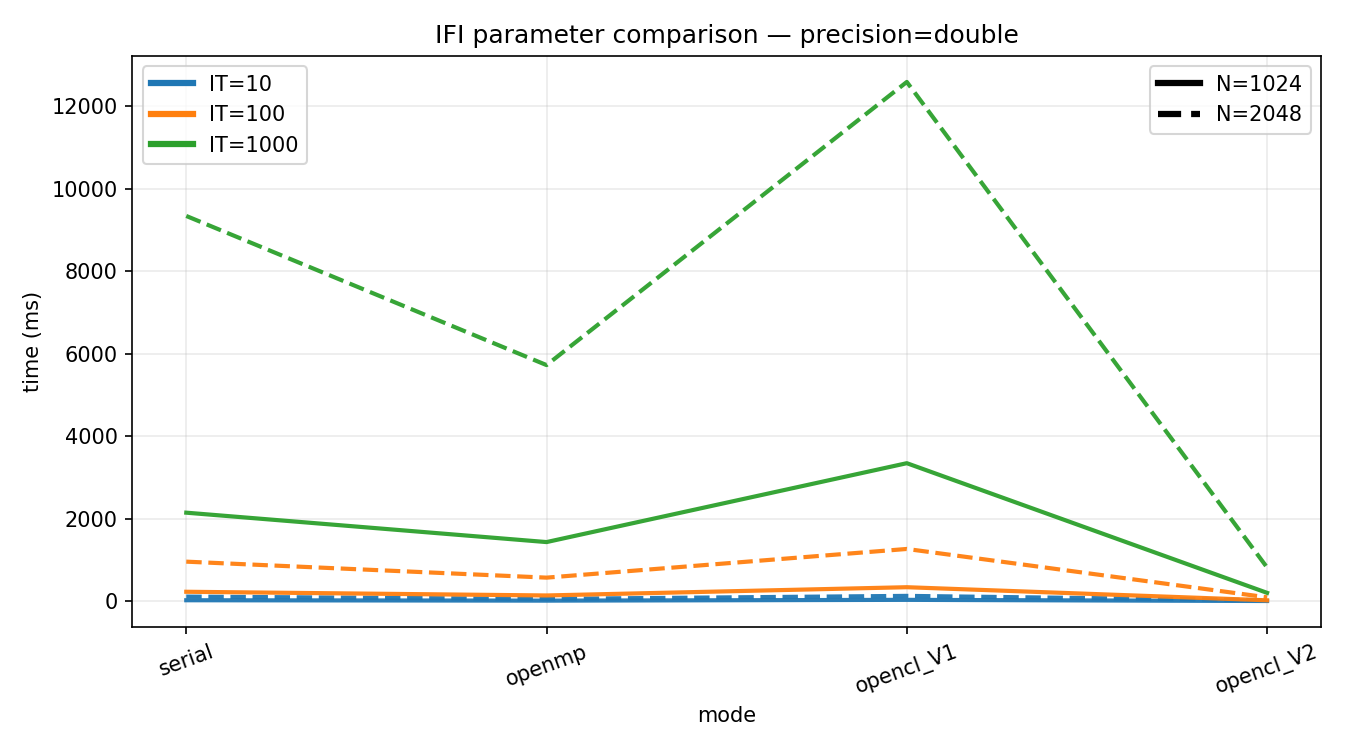 IFI parameter comparison — precision=double
IT=10
IT=100
IT=1000
N=1024
N=2048
12000
10000
8000
6000
4000
2000
0
time (ms)
serial
openmp
opencl_V1
opencl_V2
mode